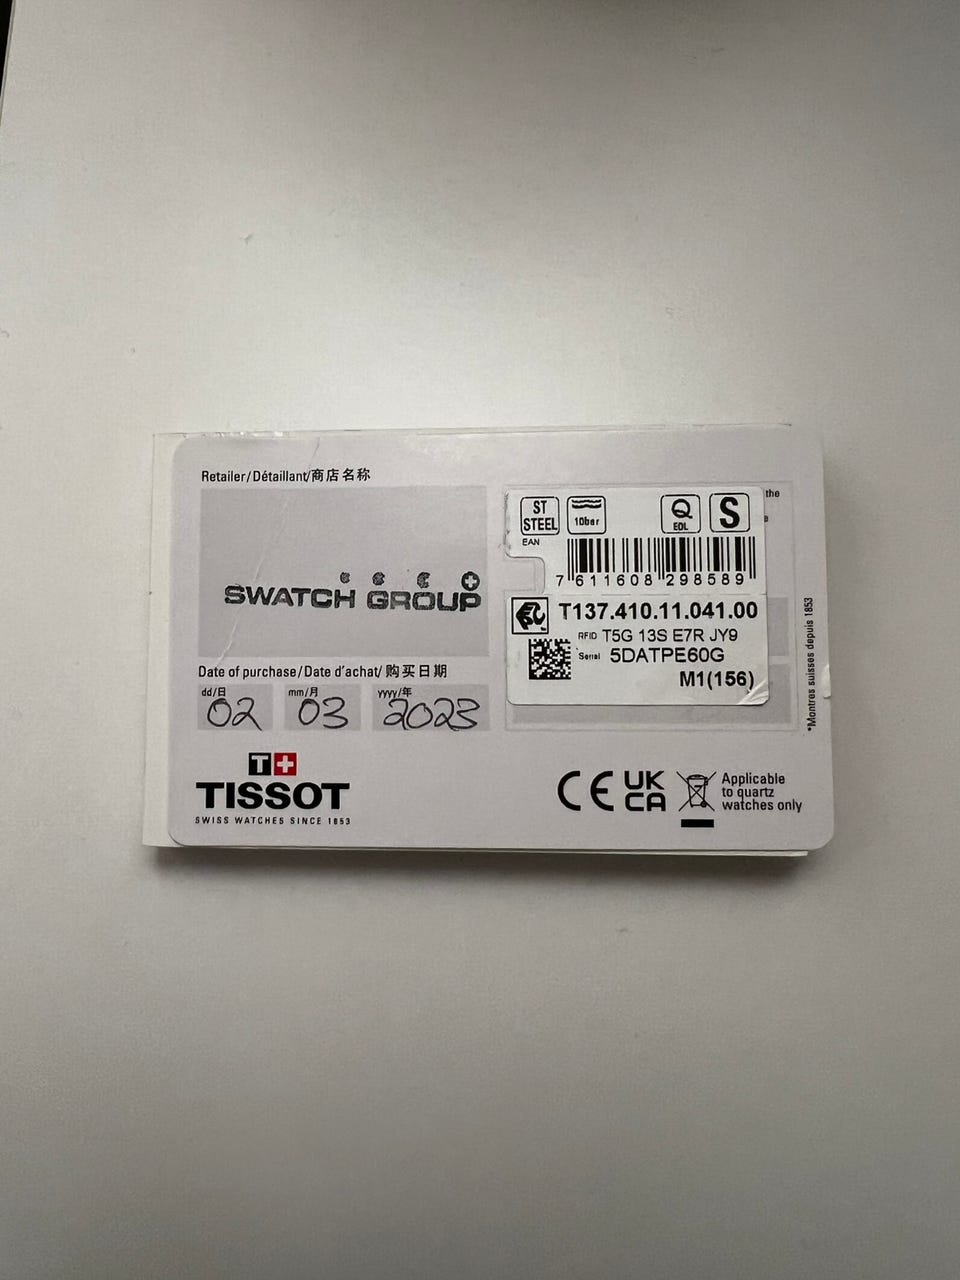 Retailer/Détaillant/商店名称
SWATCH GROUP
Date of purchase/Date d'achat/购买日期
dd/日 mm/月 yyyy/年
02 03 2023
T+
TISSOT
SWISS WATCHES SINCE 1853
the
ST
STEEL
10bar
Q
EOL
S
EAN
7 611608 298589
T137.410.11.041.00
RFID T5G 13S E7R JY9
Serial 5DATPE60G
M1(156)
*Montres suisses depuis 1853
CE
UK
CA
Applicable
to quartz
watches only